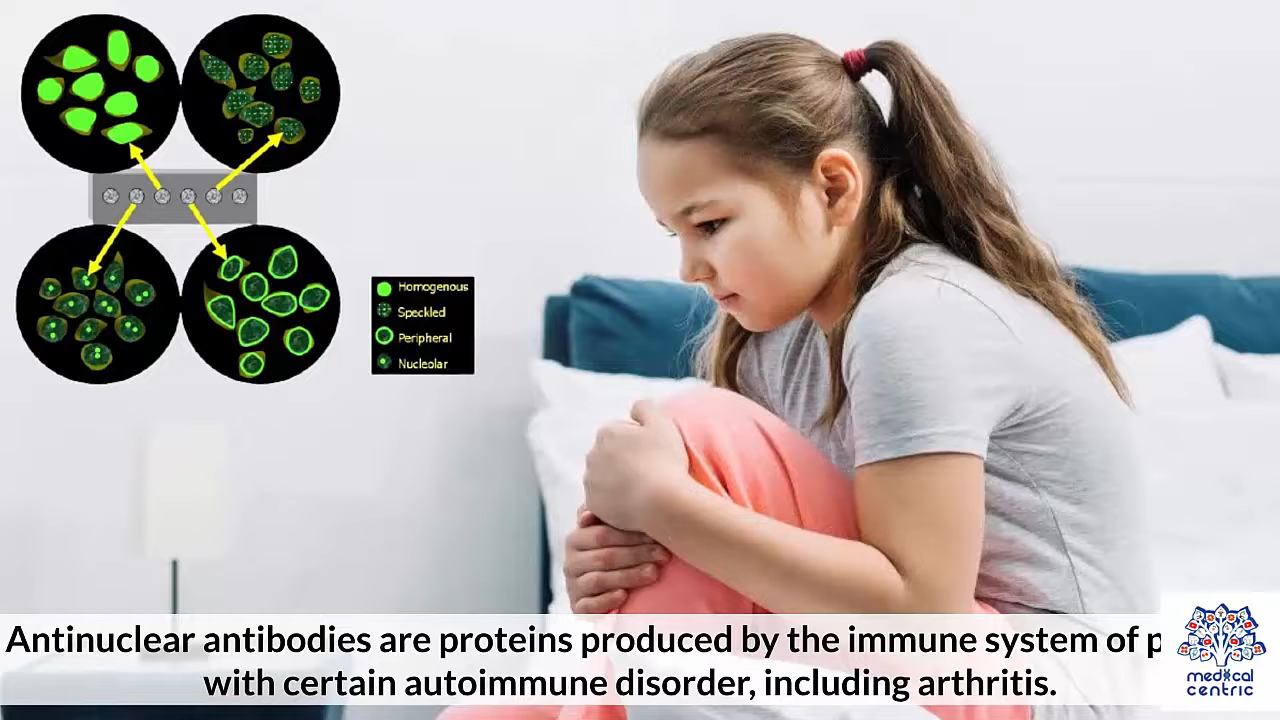 Homogenous
Speckled
Peripheral
Nucleolar
Antinuclear antibodies are proteins produced by the immune system of p
with certain autoimmune disorder, including arthritis.
medical
centric